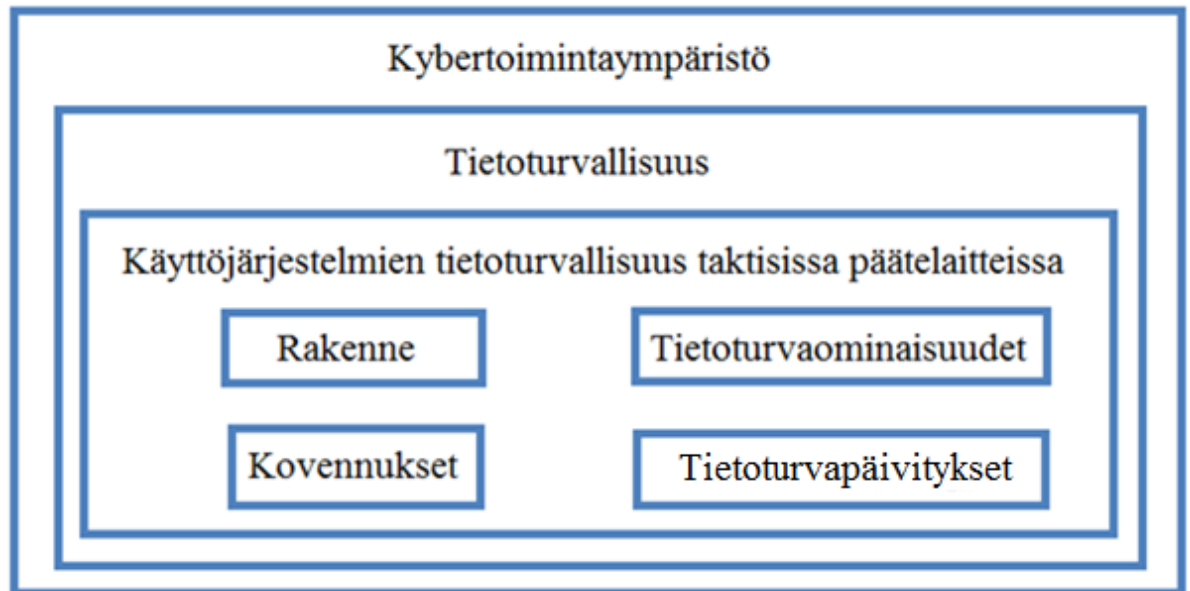 Kybertoimintaympäristö
Tietoturvallisuus
Käyttöjärjestelmien tietoturvallisuus taktisissa päätelaitteissa
Rakenne
Tietoturvaominaisuudet
Kovennukset
Tietoturvapäivitykset